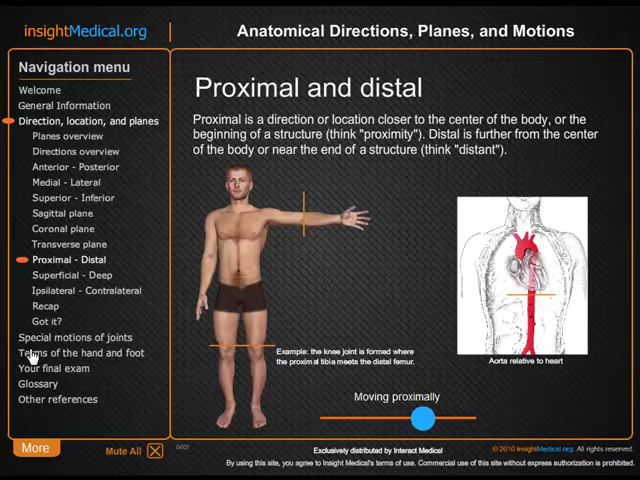 insightMedical.org
Anatomical Directions, Planes, and Motions
Navigation menu
Welcome
General Information
Direction, location, and planes
Planes overview
Directions overview
Anterior - Posterior
Medial - Lateral
Superior - Inferior
Sagittal plane
Coronal plane
Transverse plane
Proximal - Distal
Superficial - Deep
Ipsilateral - Contralateral
Recap
Got it?
Special motions of joints
Terms of the hand and foot
Your final exam
Glossary
Other references
More
Mute All
Proximal and distal
Proximal is a direction or location closer to the center of the body, or the
beginning of a structure (think "proximity"). Distal is further from the center
of the body or near the end of a structure (think "distant").
Example: the knee joint is formed where
the proximal tibia meets the distal femur.
Aorta relative to heart
Moving proximally
0401
Exclusively distributed by Interact Medical
© 2010 InsightMedical.org. All rights reserved.
By using this site, you agree to Insight Medical's terms of use. Commercial use of this site without express authorization is prohibited.